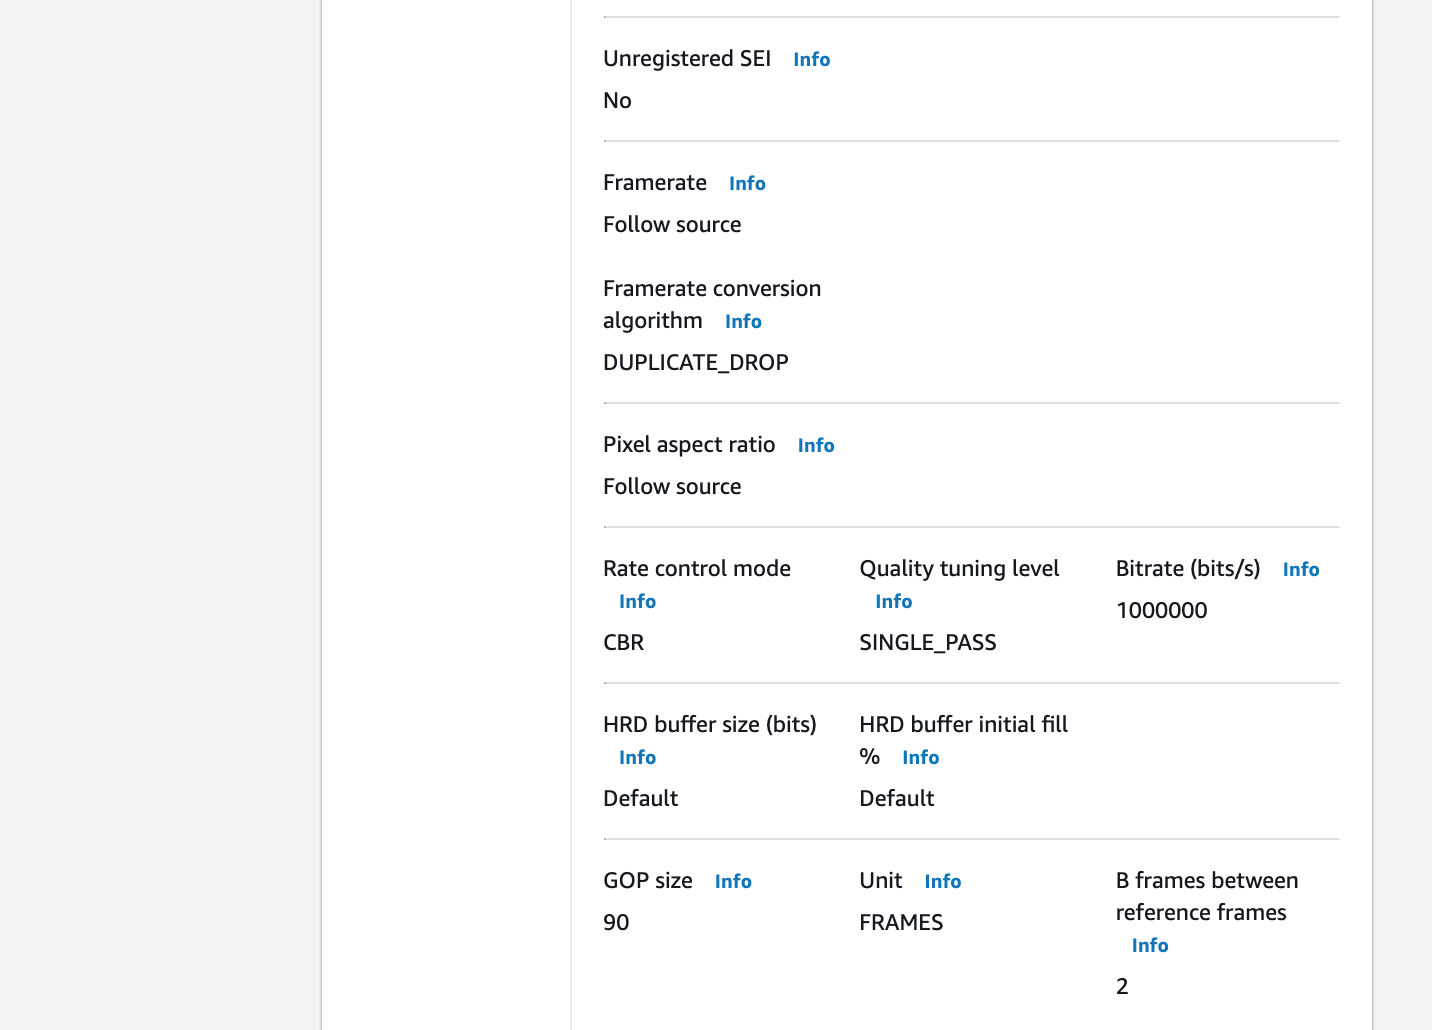 Unregistered SEI Info
No
Framerate Info
Follow source
Framerate conversion
algorithm Info
DUPLICATE_DROP
Pixel aspect ratio Info
Follow source
Rate control mode
Info
CBR
Quality tuning level
Info
SINGLE_PASS
Bitrate (bits/s) Info
1000000
HRD buffer size (bits)
Info
Default
HRD buffer initial fill
% Info
Default
GOP size Info
90
Unit Info
FRAMES
B frames between
reference frames
Info
2